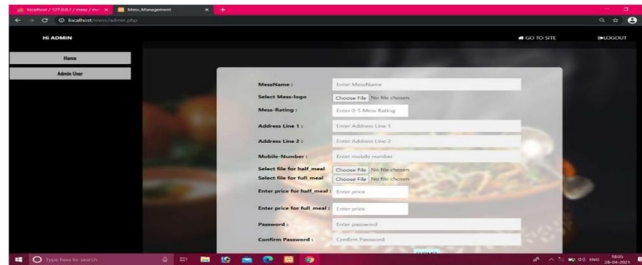 localhost / 127.0.0.1 / mess / me
Mess_Management
localhost/mess/admin.php
Hi ADMIN
GO TO SITE
LOGOUT
Home
Admin User
MessName :
Enter MessName
Select Mess-logo
Choose File No file chosen
Mess-Rating :
Enter 0-5 Mess Rating
Address Line 1 :
Enter Address Line 1
Address Line 2 :
Enter Address Line 2
Mobile-Number :
Enter mobile number
Select file for half_meal
Choose File No file chosen
Select file for full_meal
Choose File No file chosen
Enter price for half_meal :
Enter price
Enter price for full_meal :
Enter price
Password :
Enter password
Confirm Password :
Confirm Password
Type here to search
ENG
28-04-2021